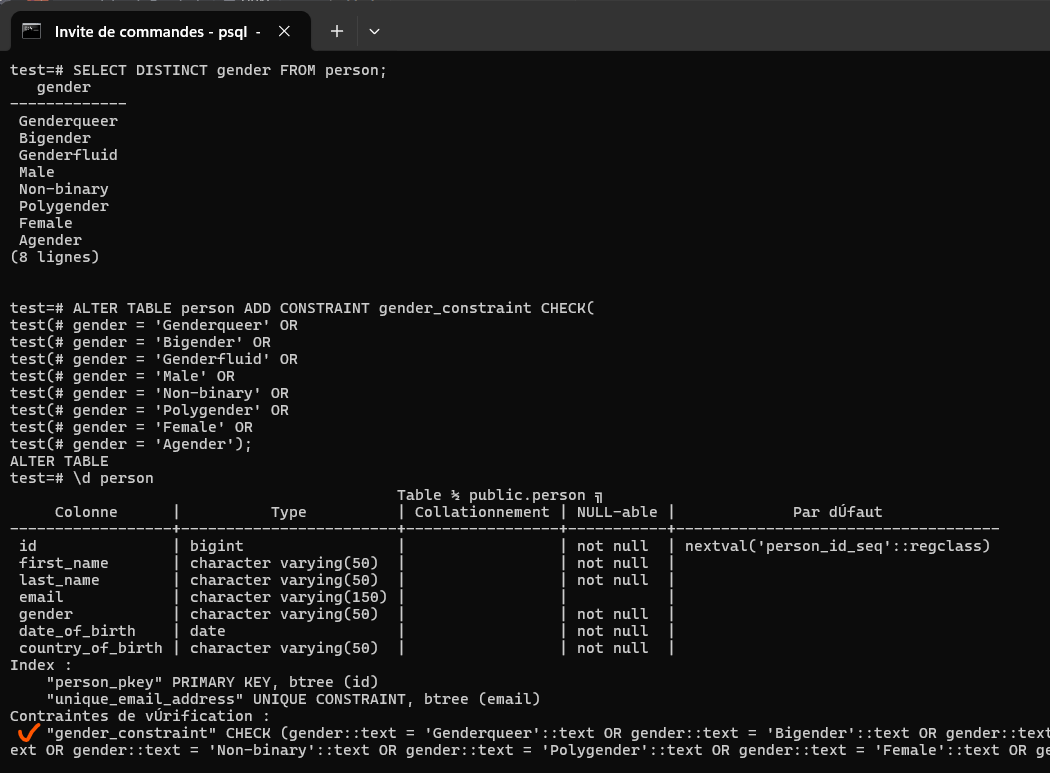 Invite de commandes - psql -
test=# SELECT DISTINCT gender FROM person;
gender
-------------
Genderqueer
Bigender
Genderfluid
Male
Non-binary
Polygender
Female
Agender
(8 lignes)
test=# ALTER TABLE person ADD CONSTRAINT gender_constraint CHECK(
test(# gender = 'Genderqueer' OR
test(# gender = 'Bigender' OR
test(# gender = 'Genderfluid' OR
test(# gender = 'Male' OR
test(# gender = 'Non-binary' OR
test(# gender = 'Polygender' OR
test(# gender = 'Female' OR
test(# gender = 'Agender');
ALTER TABLE
test=# \d person
Table ½ public.person ╗
Colonne | Type | Collationnement | NULL-able | Par dÚfaut
------------------+------------------------+-----------------+-----------+------------------------------------
id | bigint | | not null | nextval('person_id_seq'::regclass)
first_name | character varying(50) | | not null |
last_name | character varying(50) | | not null |
email | character varying(150) | | |
gender | character varying(50) | | not null |
date_of_birth | date | | not null |
country_of_birth | character varying(50) | | not null |
Index :
"person_pkey" PRIMARY KEY, btree (id)
"unique_email_address" UNIQUE CONSTRAINT, btree (email)
Contraintes de vÚrification :
"gender_constraint" CHECK (gender::text = 'Genderqueer'::text OR gender::text = 'Bigender'::text OR gender::text
ext OR gender::text = 'Non-binary'::text OR gender::text = 'Polygender'::text OR gender::text = 'Female'::text OR ge